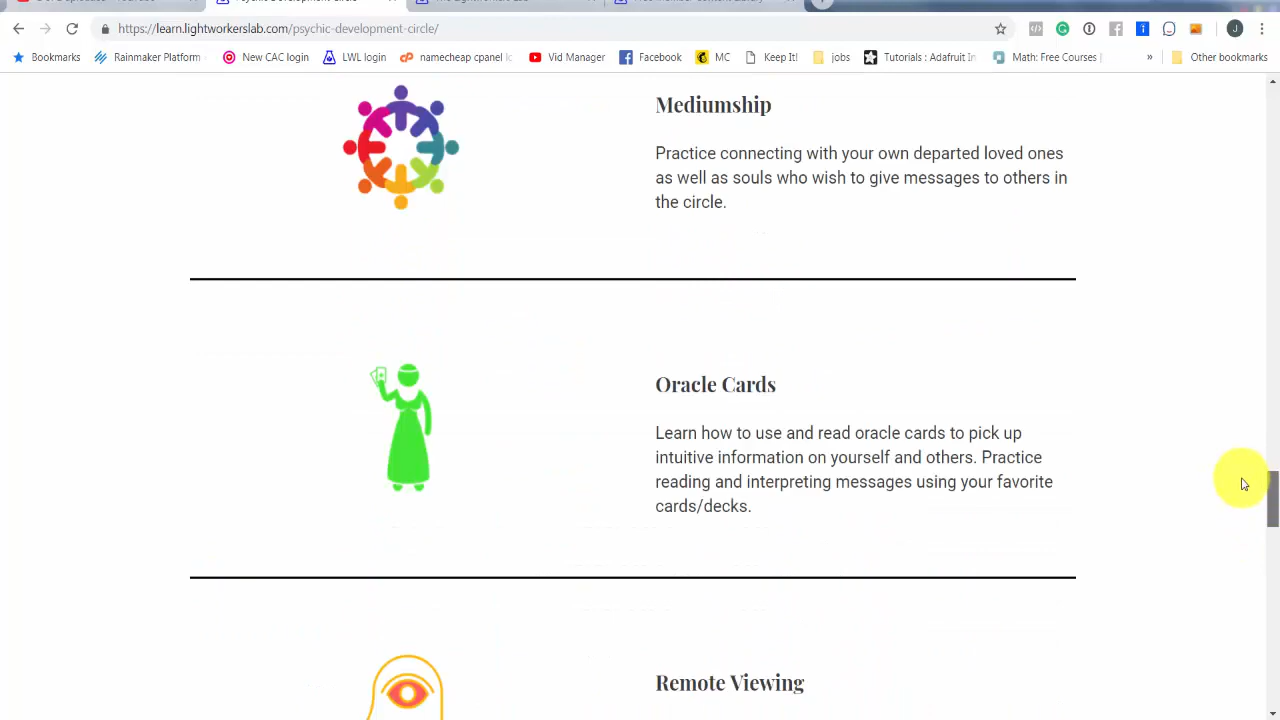 https://learn.lightworkerslab.com/psychic-development-circle/
J
Bookmarks Rainmaker Platform New CAC login LWL login namecheap cpanel Vid Manager Facebook MC Keep It! jobs Tutorials : Adafruit Math: Free Courses » Other bookmarks
Mediumship
Practice connecting with your own departed loved ones
as well as souls who wish to give messages to others in
the circle.
Oracle Cards
Learn how to use and read oracle cards to pick up
intuitive information on yourself and others. Practice
reading and interpreting messages using your favorite
cards/decks.
Remote Viewing